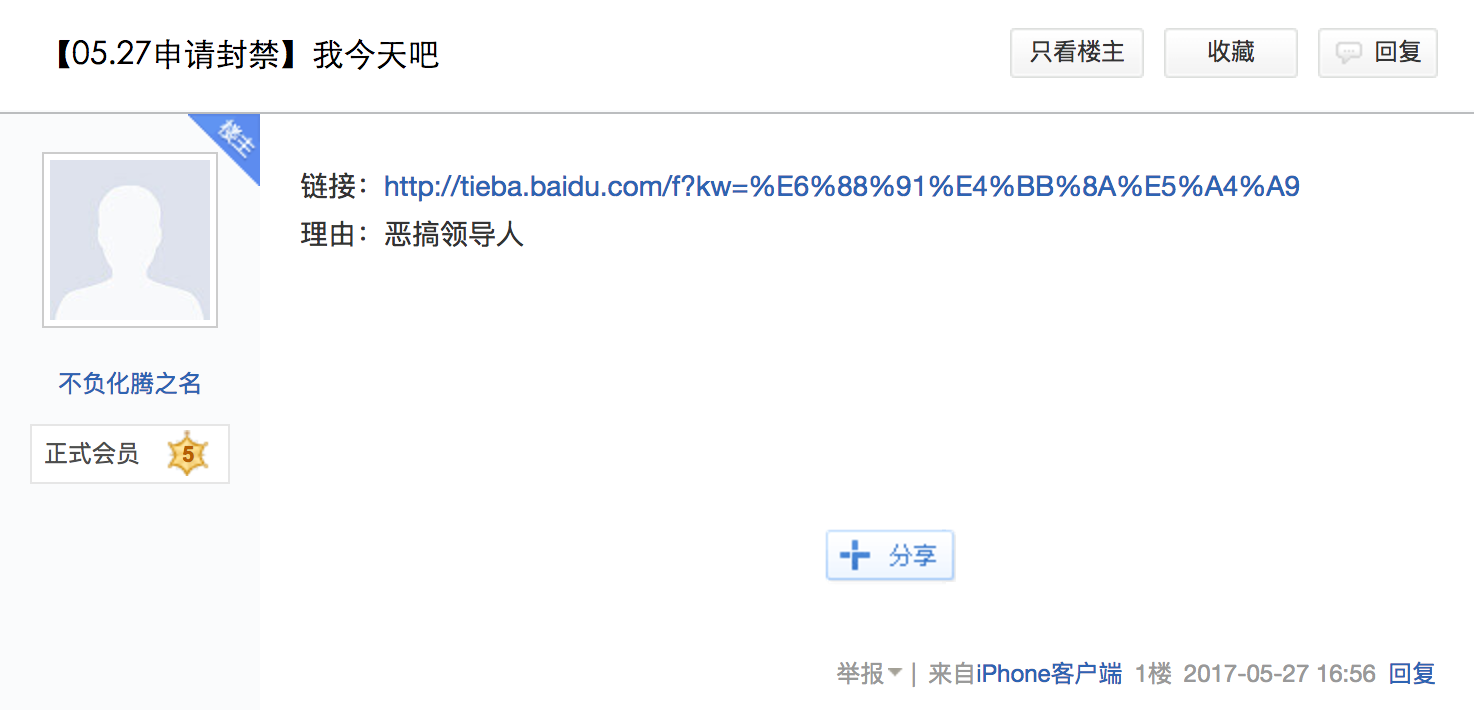 【05.27申请封禁】我今天吧
只看楼主
收藏
回复
楼主
链接：http://tieba.baidu.com/f?kw=%E6%88%91%E4%BB%8A%E5%A4%A9
理由：恶搞领导人
不负化腾之名
正式会员 5
分享
举报 | 来自iPhone客户端 1楼 2017-05-27 16:56 回复